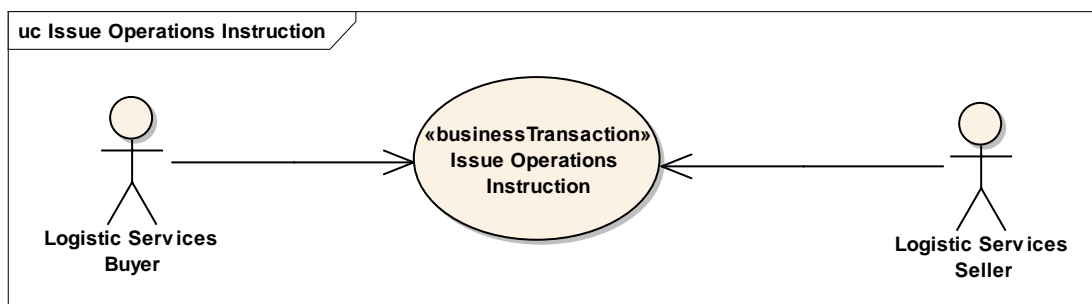 uc Issue Operations Instruction
«businessTransaction»
Issue Operations
Instruction
Logistic Services
Buyer
Logistic Services
Seller